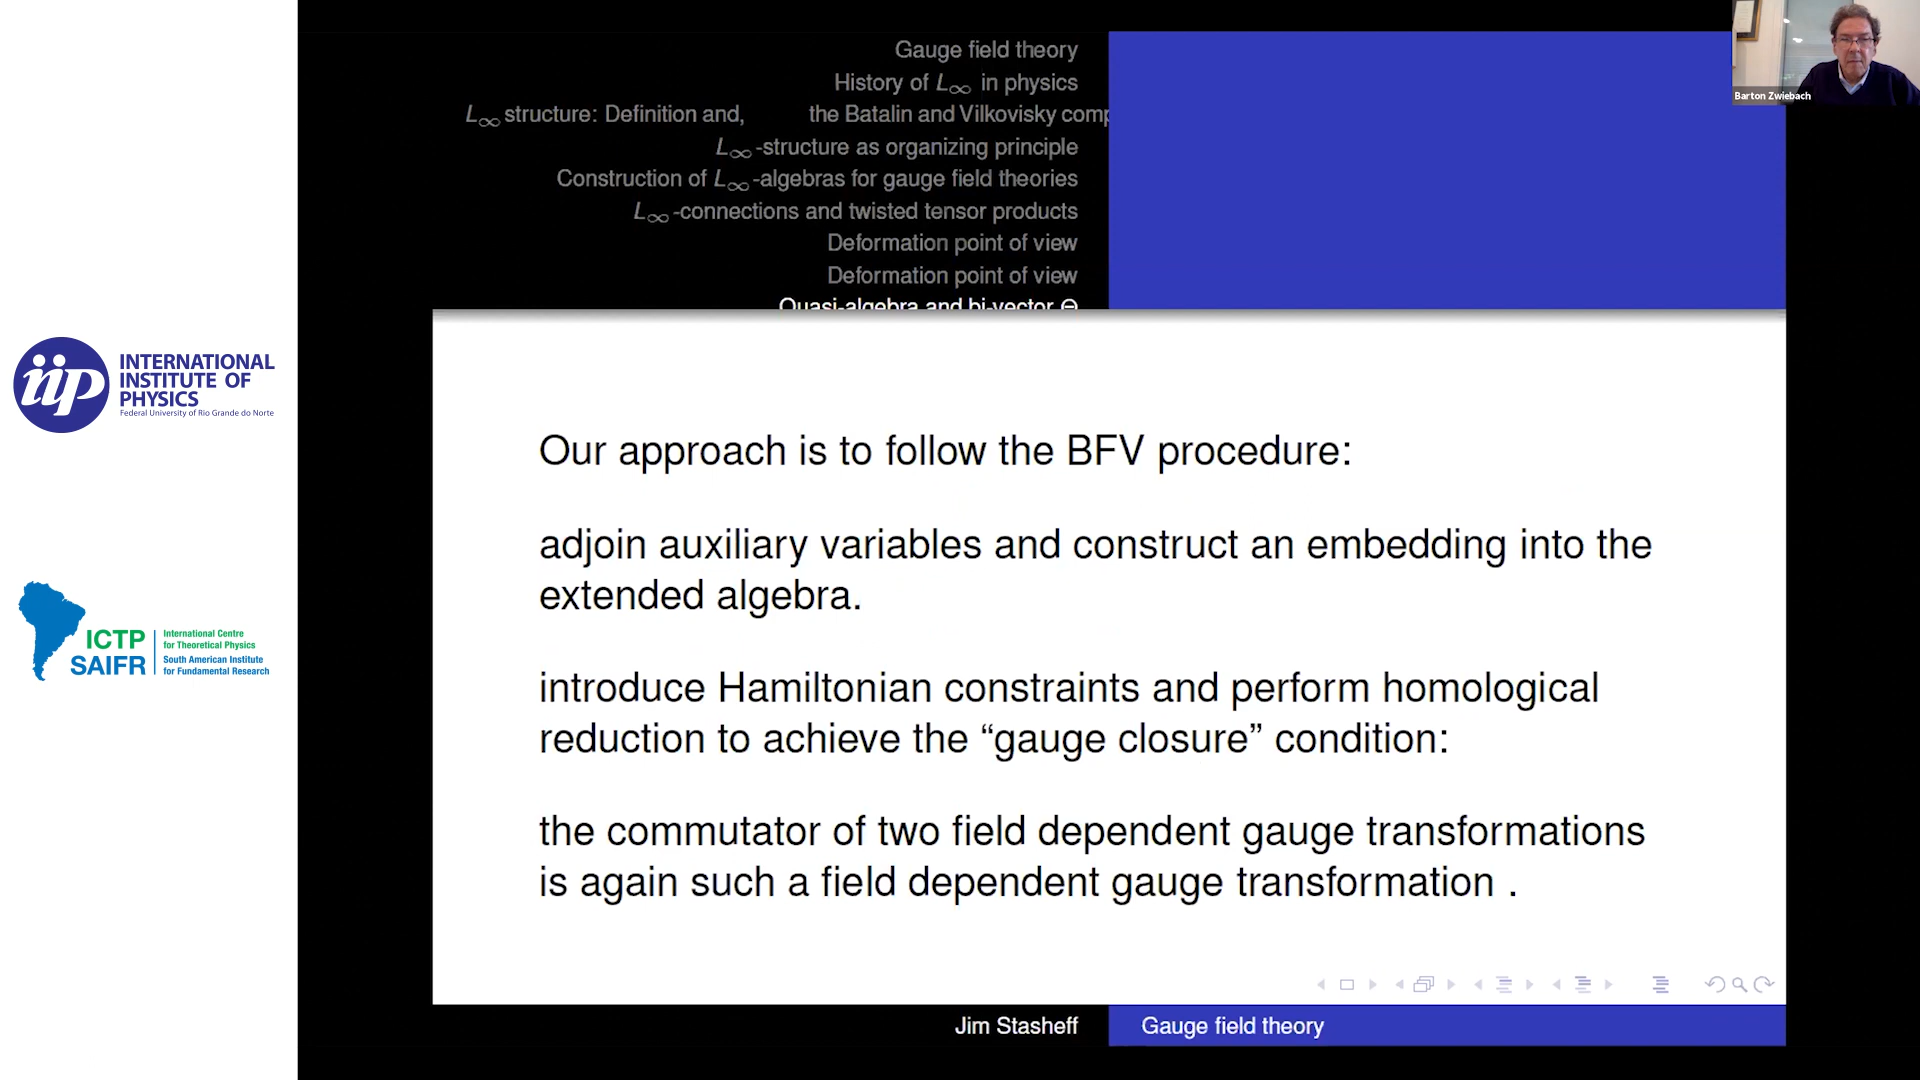 Gauge field theory
History of L∞ in physics
L∞ structure: Definition and, the Batalin and Vilkovisky comp
L∞ -structure as organizing principle
Construction of L∞ -algebras for gauge field theories
L∞ -connections and twisted tensor products
Deformation point of view
Deformation point of view
Quasi-algebra and bi-vector Θ
Barton Zwiebach
iip
INTERNATIONAL
INSTITUTE OF
PHYSICS
Federal University of Rio Grande do Norte
ICTP
SAIFR
International Centre
for Theoretical Physics
South American Institute
for Fundamental Research
Our approach is to follow the BFV procedure:
adjoin auxiliary variables and construct an embedding into the
extended algebra.
introduce Hamiltonian constraints and perform homological
reduction to achieve the “gauge closure” condition:
the commutator of two field dependent gauge transformations
is again such a field dependent gauge transformation .
Jim Stasheff
Gauge field theory